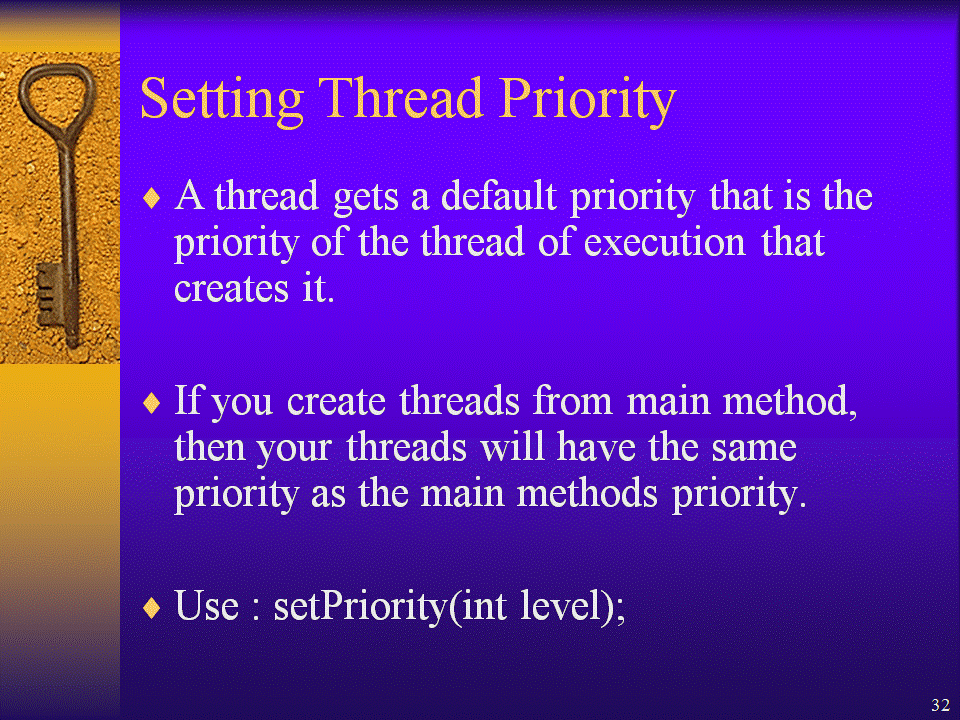 Setting Thread Priority
♦ A thread gets a default priority that is the
priority of the thread of execution that
creates it.
♦ If you create threads from main method,
then your threads will have the same
priority as the main methods priority.
♦ Use : setPriority(int level);
32